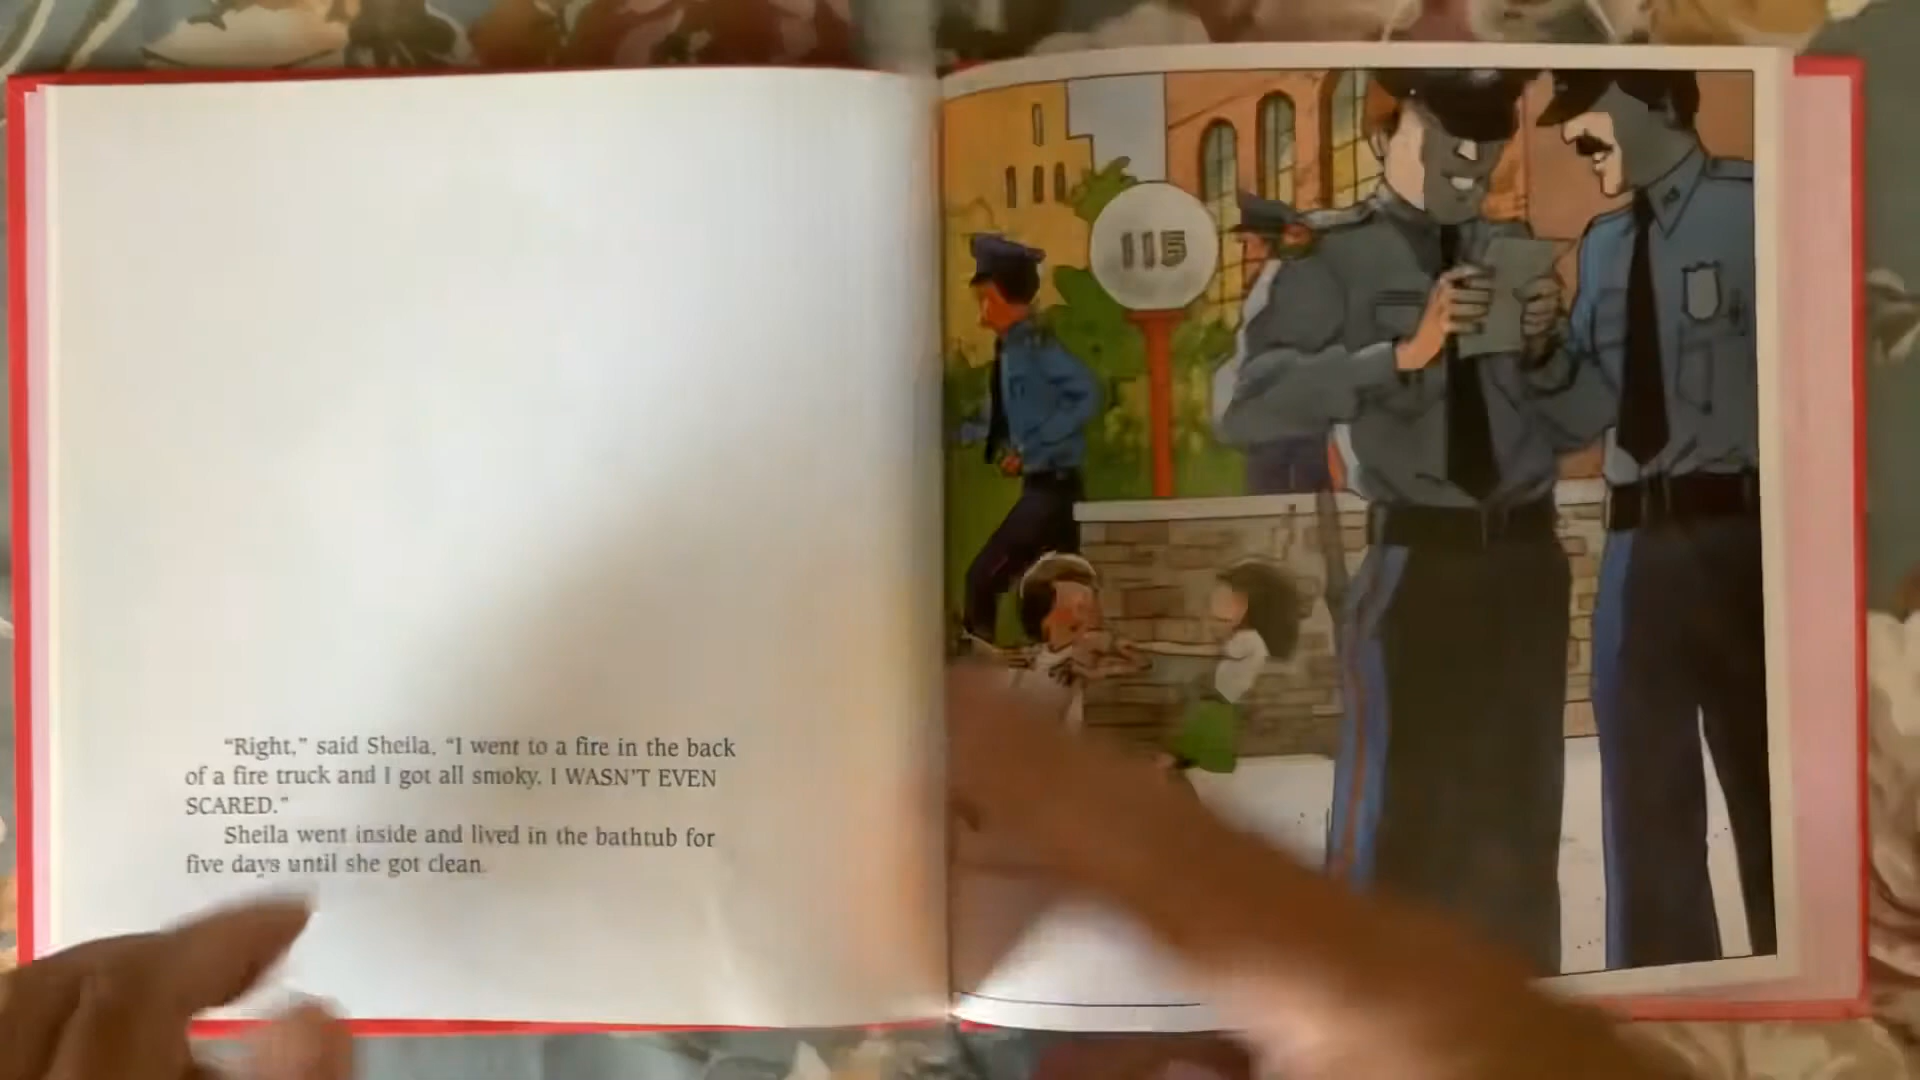 “Right,” said Sheila, “I went to a fire in the back
of a fire truck and I got all smoky. I WASN’T EVEN
SCARED.”
Sheila went inside and lived in the bathtub for
five days until she got clean.
115